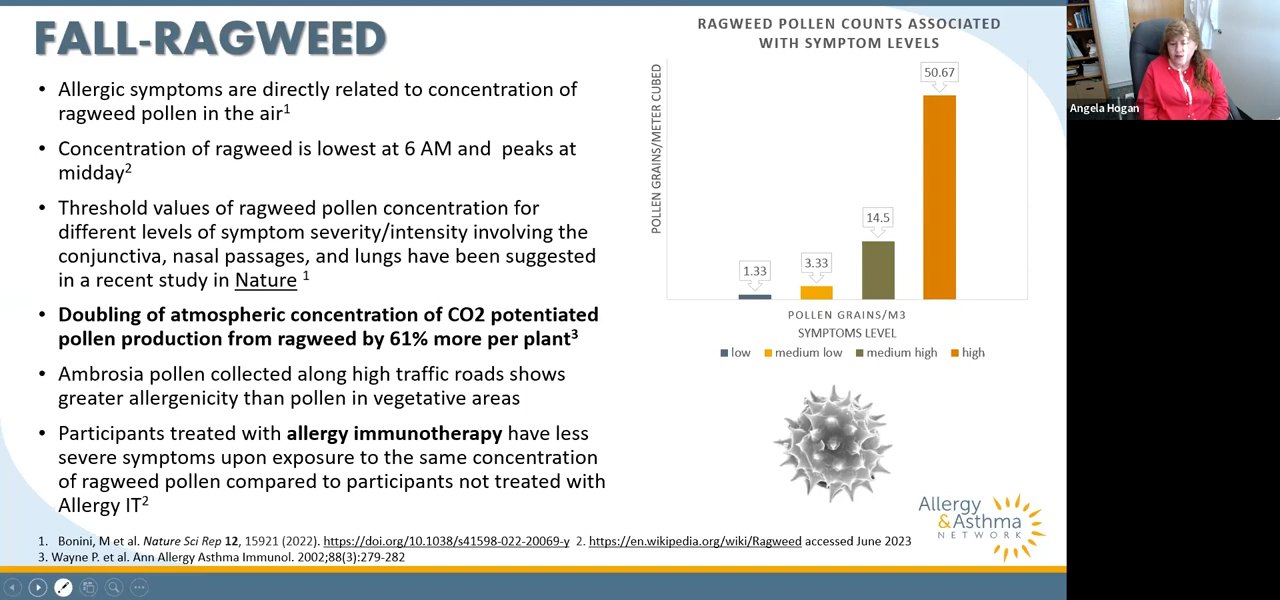 FALL-RAGWEED
• Allergic symptoms are directly related to concentration of
ragweed pollen in the air1
• Concentration of ragweed is lowest at 6 AM and  peaks at
midday2
• Threshold values of ragweed pollen concentration for
different levels of symptom severity/intensity involving the
conjunctiva, nasal passages, and lungs have been suggested
in a recent study in Nature 1
• Doubling of atmospheric concentration of CO2 potentiated
pollen production from ragweed by 61% more per plant3
• Ambrosia pollen collected along high traffic roads shows
greater allergenicity than pollen in vegetative areas
• Participants treated with allergy immunotherapy have less
severe symptoms upon exposure to the same concentration
of ragweed pollen compared to participants not treated with
Allergy IT2
1. Bonini, M et al. Nature Sci Rep 12, 15921 (2022). https://doi.org/10.1038/s41598-022-20069-y 2. https://en.wikipedia.org/wiki/Ragweed accessed June 2023
3. Wayne P. et al. Ann Allergy Asthma Immunol. 2002;88(3):279-282
RAGWEED POLLEN COUNTS ASSOCIATED
WITH SYMPTOM LEVELS
POLLEN GRAINS/METER CUBED
1.33
3.33
14.5
50.67
POLLEN GRAINS/M3
SYMPTOMS LEVEL
low medium low medium high high
Allergy
&Asthma
NETWORK
Angela Hogan